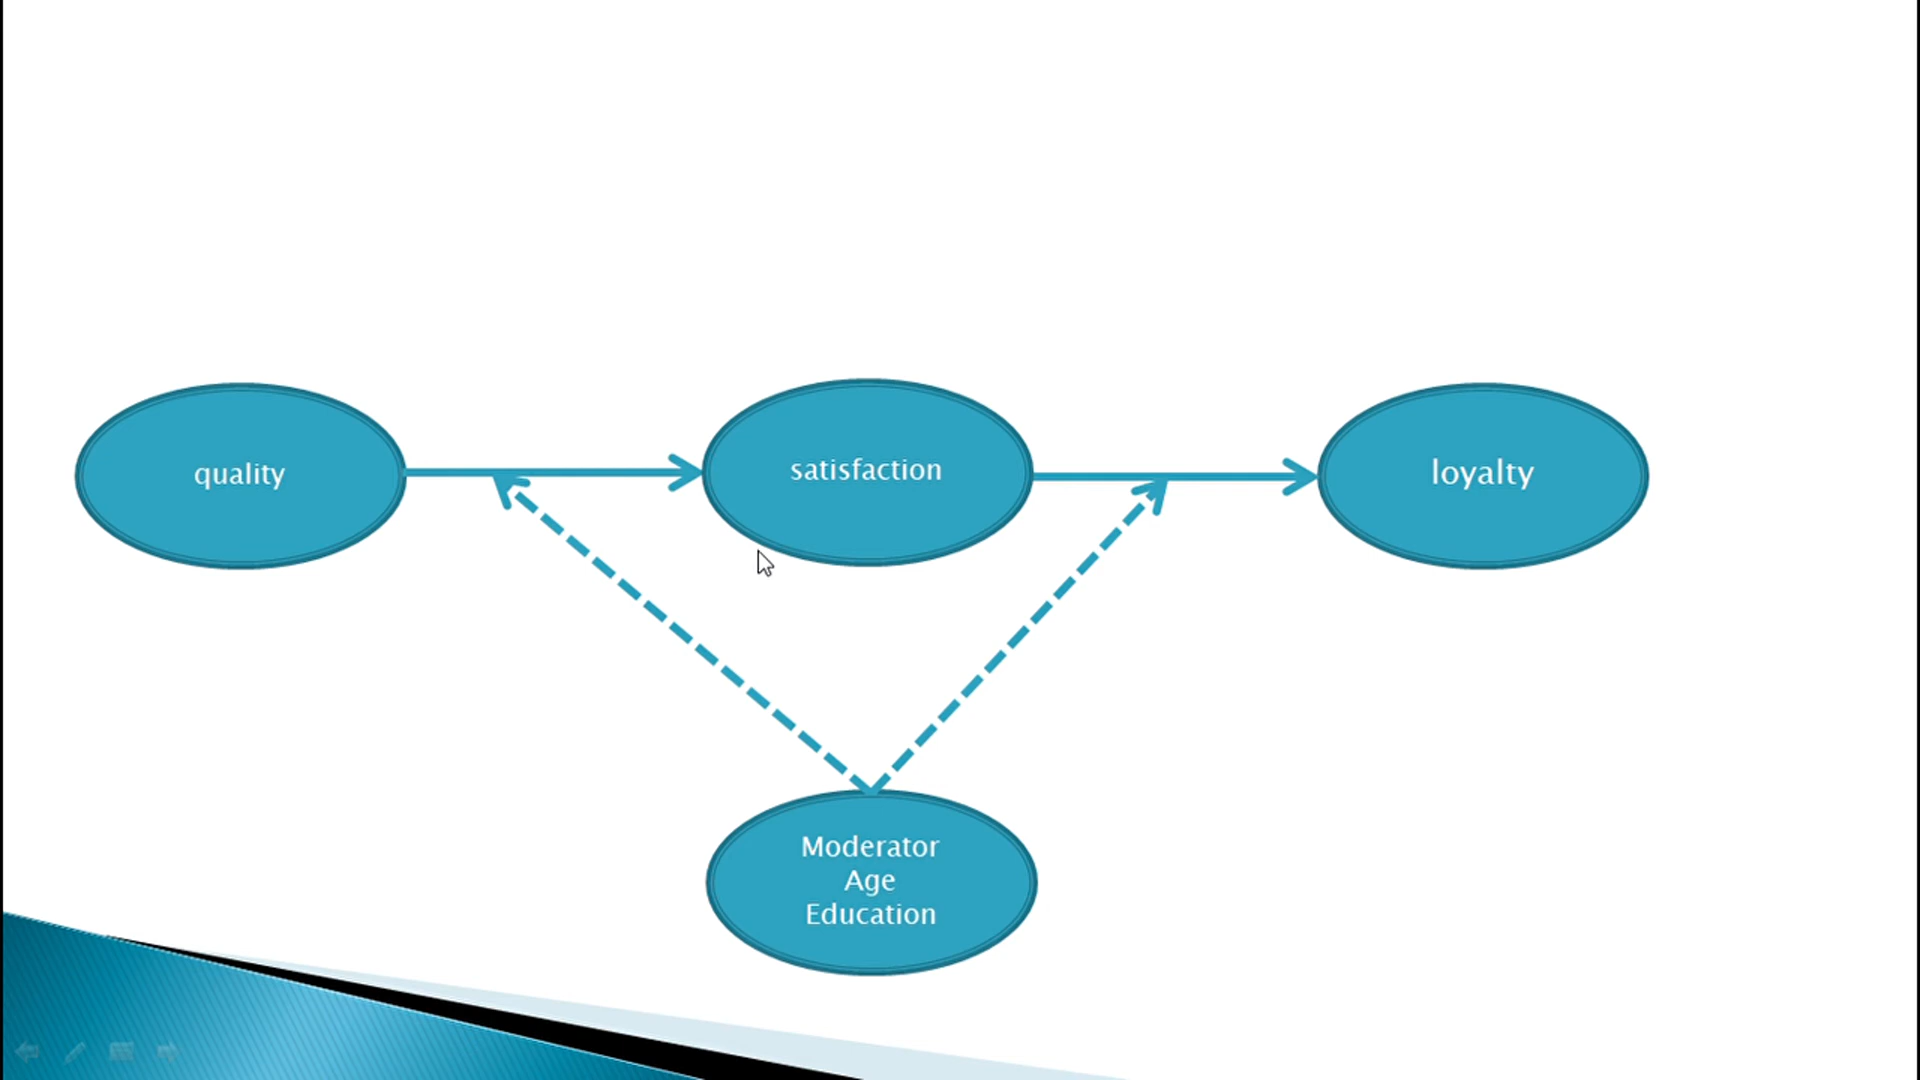 quality
satisfaction
loyalty
Moderator
Age
Education